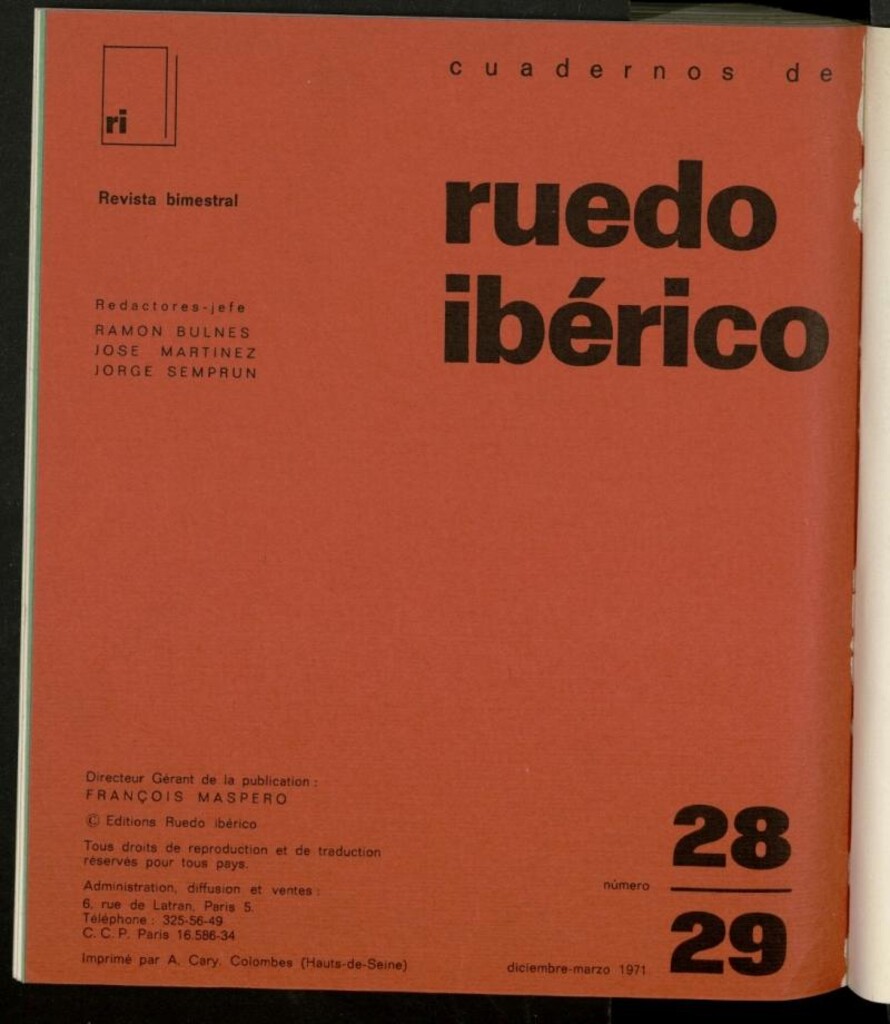 ri
cuadernos de
ruedo
ibérico
Revista bimestral
Redactores-jefe
RAMON BULNES
JOSE MARTINEZ
JORGE SEMPRUN
Directeur Gérant de la publication :
FRANÇOIS MASPERO
© Editions Ruedo ibérico
Tous droits de reproduction et de traduction
réservés pour tous pays.
Administration, diffusion et ventes :
6, rue de Latran, Paris 5.
Téléphone : 325-56-49
C. C. P. Paris 16.586-34
Imprimé par A. Cary. Colombes (Hauts-de-Seine)
28
número
29
diciembre-marzo 1971